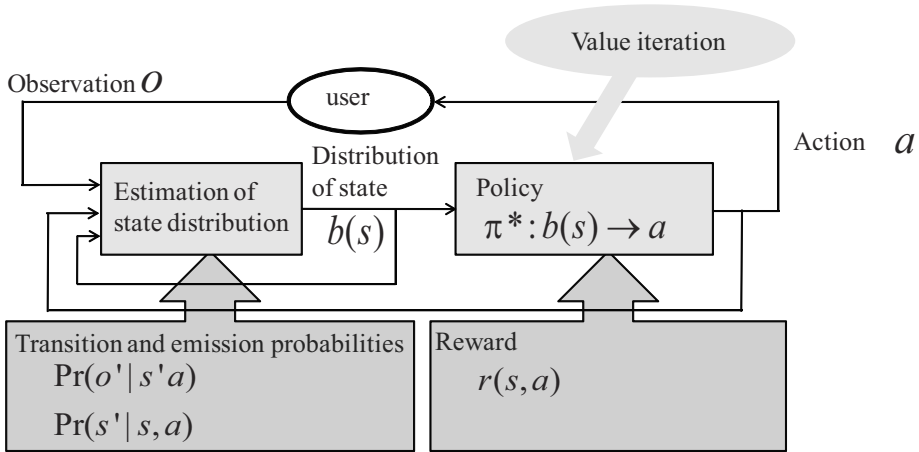 Value iteration
Observation O
user
Action a
Distribution
of state
b(s)
Estimation of
state distribution
Policy
π*: b(s) → a
Transition and emission probabilities
Pr(o'| s'a)
Pr(s'| s,a)
Reward
r(s,a)